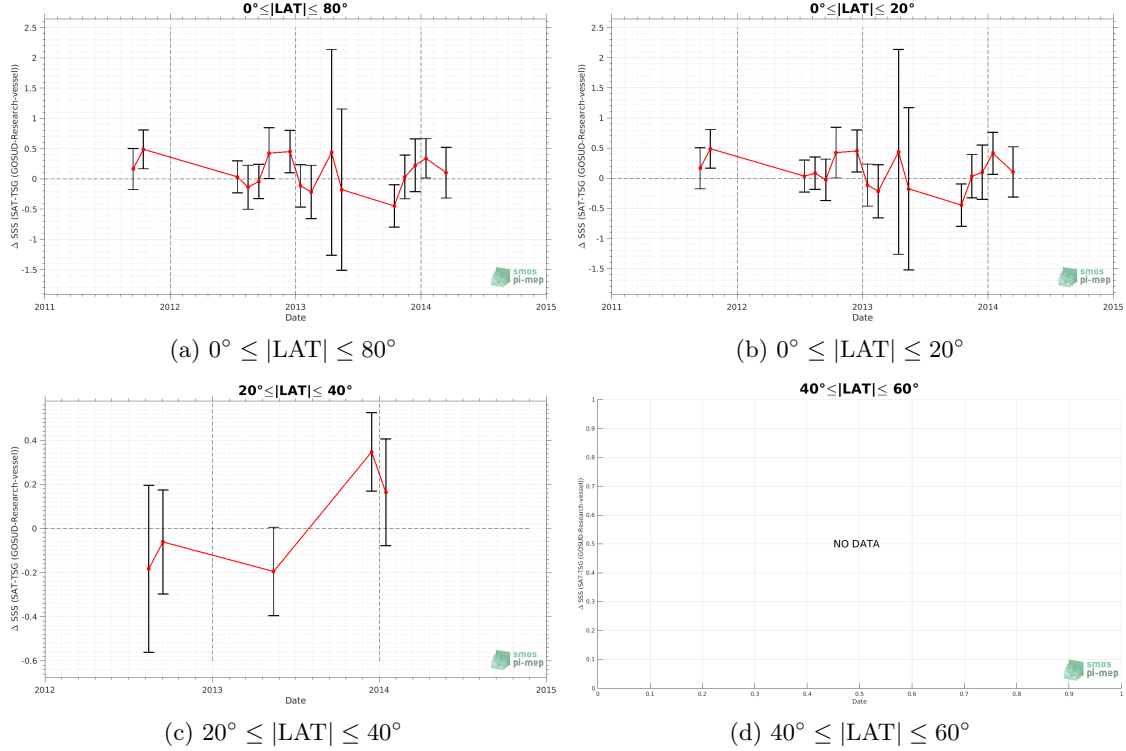 0°≤|LAT|≤ 80°
Δ SSS (SAT-TSG (GOSUD-Research-vessel))
2.5
2
1.5
1
0.5
0
-0.5
-1
-1.5
2011 2012 2013 2014 2015
Date
smos
pi-mep
(a) 0° ≤ |LAT| ≤ 80°
0°≤|LAT|≤ 20°
Δ SSS (SAT-TSG (GOSUD-Research-vessel))
2.5
2
1.5
1
0.5
0
-0.5
-1
-1.5
2011 2012 2013 2014 2015
Date
smos
pi-mep
(b) 0° ≤ |LAT| ≤ 20°
20°≤|LAT|≤ 40°
Δ SSS (SAT-TSG (GOSUD-Research-vessel))
0.4
0.2
0
-0.2
-0.4
-0.6
2012 2013 2014 2015
Date
smos
pi-mep
(c) 20° ≤ |LAT| ≤ 40°
40°≤|LAT|≤ 60°
Δ SSS (SAT-TSG (GOSUD-Research-vessel))
1
0.9
0.8
0.7
0.6
0.5
0.4
0.3
0.2
0.1
0
NO DATA
0 0.1 0.2 0.3 0.4 0.5 0.6 0.7 0.8 0.9 1
Date
smos
pi-mep
(d) 40° ≤ |LAT| ≤ 60°